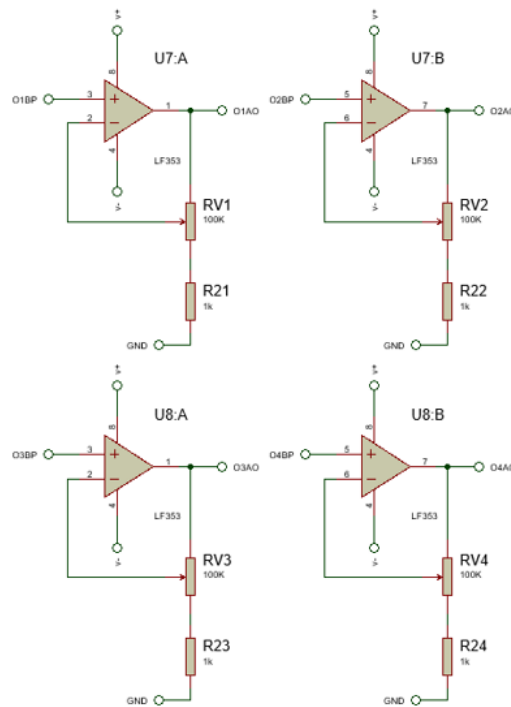 V+
V+
U7:A
U7:B
8
8
O1BP
3
1
O1AO
O2BP
5
7
O2AO
2
6
4
4
LF353
LF353
V-
V-
RV1
100K
RV2
100K
R21
1k
R22
1k
GND
GND
V+
V+
U8:A
U8:B
8
8
O3BP
3
1
O3AO
O4BP
5
7
O4AO
2
6
4
4
LF353
LF353
V-
V-
RV3
100K
RV4
100K
R23
1k
R24
1k
GND
GND